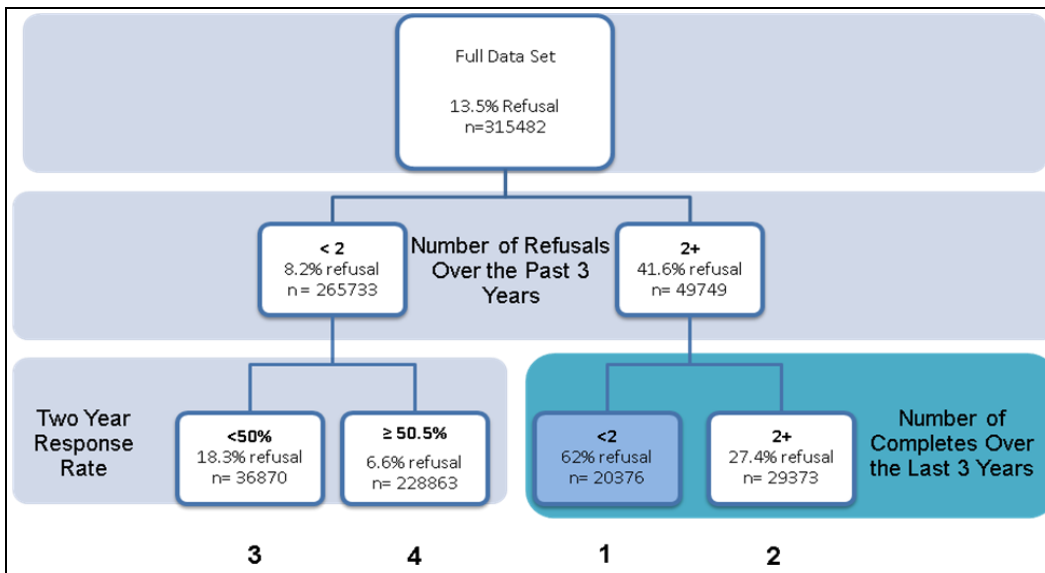 Full Data Set
13.5% Refusal
n=315482
< 2
8.2% refusal
n = 265733
Number of Refusals
Over the Past 3
Years
2+
41.6% refusal
n= 49749
Two Year
Response
Rate
<50%
18.3% refusal
n= 36870
≥ 50.5%
6.6% refusal
n= 228863
<2
62% refusal
n= 20376
2+
27.4% refusal
n= 29373
Number of
Completes Over
the Last 3 Years
3
4
1
2